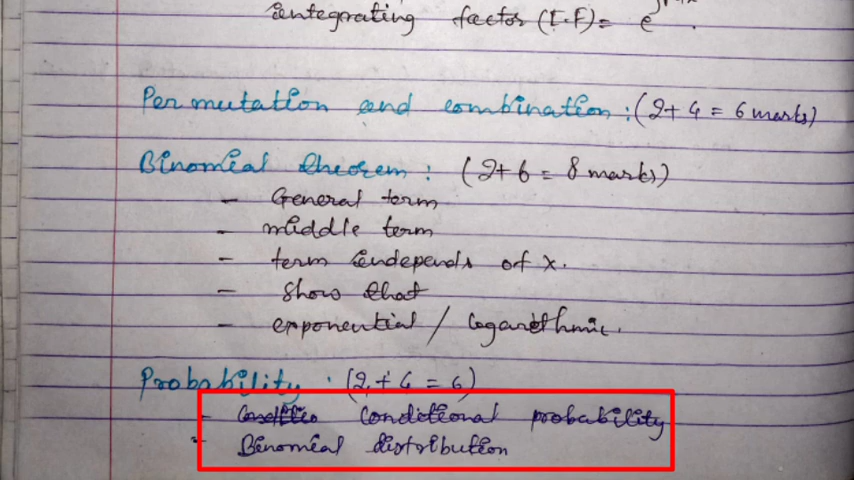 integrating factor (I.F) = e
Permutation and combination : (2+ 4 = 6 marks)
Binomial theorem : (2+ 6 = 8 marks)
- General term
- middle term
- term independs of x.
- Show that
- exponential / logarithmic.
Probability : (2 + 4 = 6)
- Conditional probability
- Binomial distribution